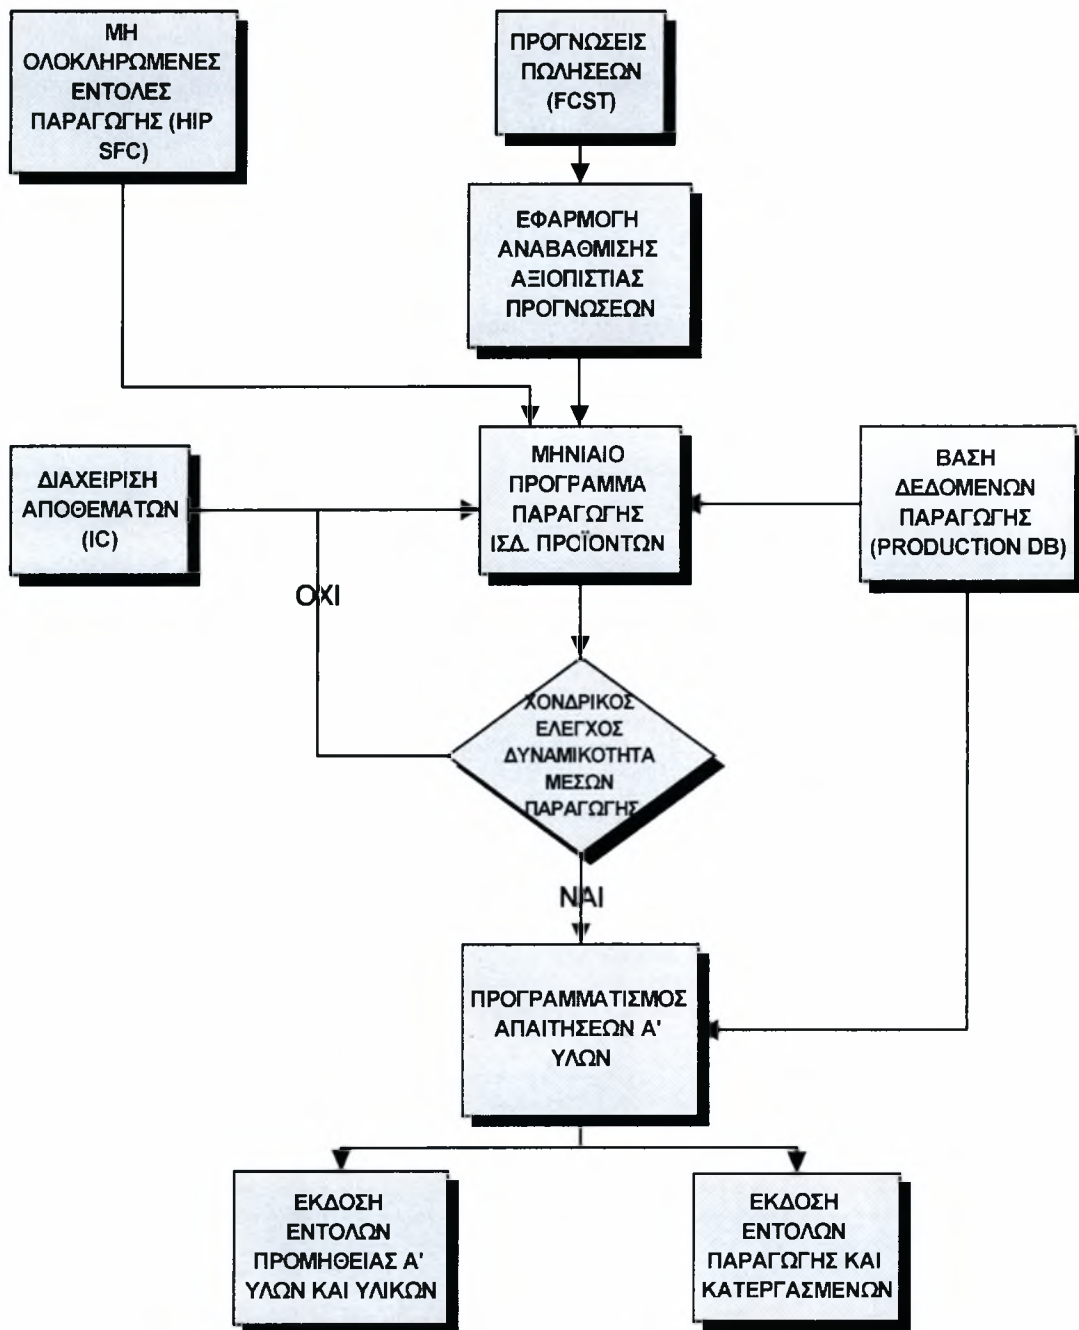 ΜΗ
ΟΛΟΚΛΗΡΩΜΕΝΕΣ
ΕΝΤΟΛΕΣ
ΠΑΡΑΓΩΓΗΣ (HIP
SFC)
ΠΡΟΓΝΩΣΕΙΣ
ΠΩΛΗΣΕΩΝ
(FCST)
ΕΦΑΡΜΟΓΗ
ΑΝΑΒΑΘΜΙΣΗΣ
ΑΞΙΟΠΙΣΤΙΑΣ
ΠΡΟΓΝΩΣΕΩΝ
ΔΙΑΧΕΙΡΙΣΗ
ΑΠΟΘΕΜΑΤΩΝ
(IC)
ΜΗΝΙΑΙΟ
ΠΡΟΓΡΑΜΜΑ
ΠΑΡΑΓΩΓΗΣ
ΙΣΔ. ΠΡΟΪΟΝΤΩΝ
ΒΑΣΗ
ΔΕΔΟΜΕΝΩΝ
ΠΑΡΑΓΩΓΗΣ
(PRODUCTION DB)
ΟΧΙ
ΧΟΝΔΡΙΚΟΣ
ΕΛΕΓΧΟΣ
ΔΥΝΑΜΙΚΟΤΗΤΑ
ΜΕΣΩΝ
ΠΑΡΑΓΩΓΗΣ
ΝΑΙ
ΠΡΟΓΡΑΜΜΑΤΙΣΜΟΣ
ΑΠΑΙΤΗΣΕΩΝ Α'
ΥΛΩΝ
ΕΚΔΟΣΗ
ΕΝΤΟΛΩΝ
ΠΡΟΜΗΘΕΙΑΣ Α'
ΥΛΩΝ ΚΑΙ ΥΛΙΚΩΝ
ΕΚΔΟΣΗ
ΕΝΤΟΛΩΝ
ΠΑΡΑΓΩΓΗΣ ΚΑΙ
ΚΑΤΕΡΓΑΣΜΕΝΩΝ